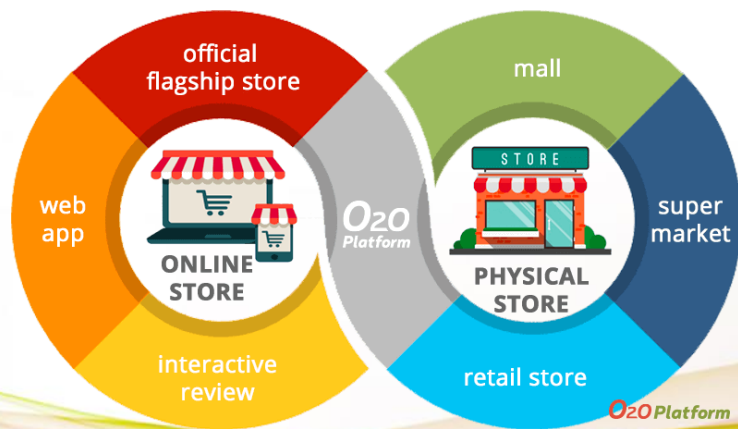 official
flagship store
web
app
interactive
review
ONLINE
STORE
O2O
Platform
mall
super
market
retail store
STORE
PHYSICAL
STORE
O2O Platform